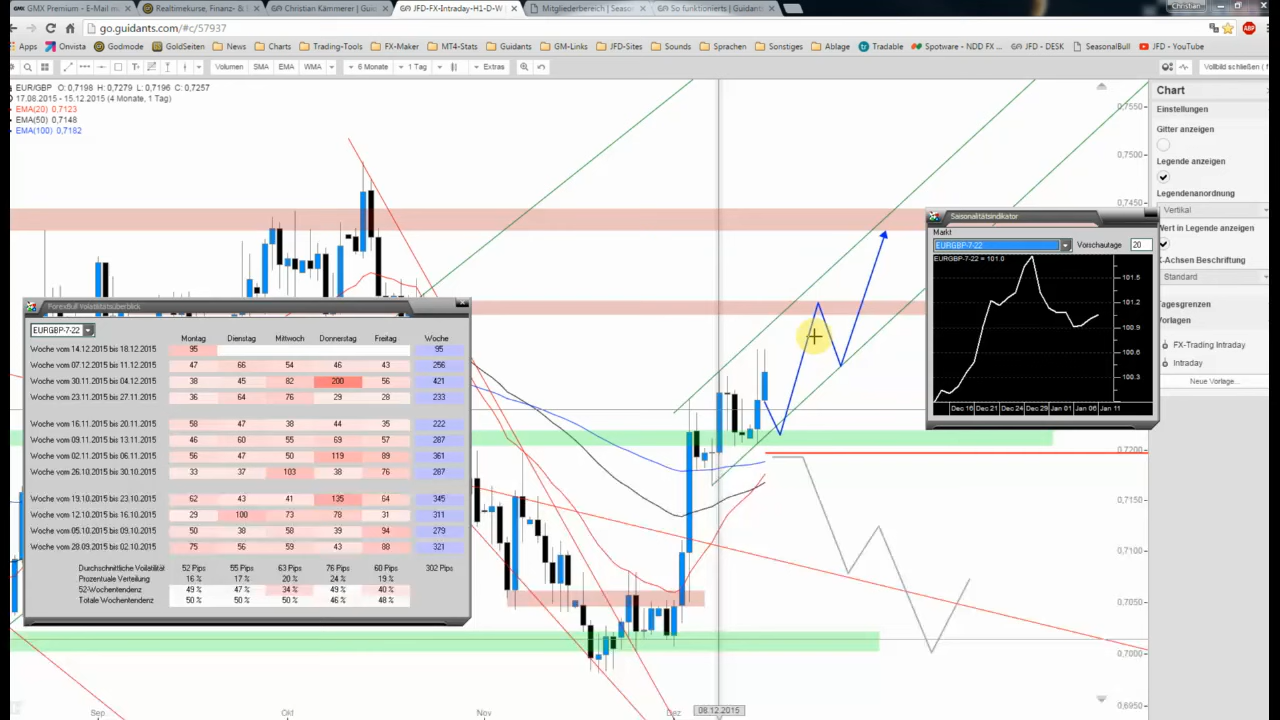 GMX Premium - E-Mail m
Realtimekurse, Finanz- &
Christian Kämmerer | Guid
JFD-FX-Intraday-H1-D-W
Mitgliederbereich | Season
So funktionierts | Guidant
Christian
go.guidants.com/#c/57937
Apps
Onvista
Godmode
GoldSeiten
News
Charts
Trading-Tools
FX-Maker
MT4-Stats
Guidants
GM-Links
JFD-Sites
Sounds
Sprachen
Sonstiges
Ablage
Tradable
Spotware - NDD FX ...
JFD - DESK
SeasonalBull
JFD - YouTube
Volumen
SMA
EMA
WMA
6 Monate
1 Tag
Extras
Vollbild schließen (
EUR/GBP O: 0,7198 H: 0,7279 L: 0,7196 C: 0,7257
17.08.2015 - 15.12.2015 (4 Monate, 1 Tag)
EMA(20) 0,7123
EMA(50) 0,7148
EMA(100) 0,7182
0,7550
0,7500
0,7450
0,7200
0,7150
0,7100
0,7050
0,7000
0,6950
Sep
Okt
Nov
Dez
08.12.2015
Chart
Einstellungen
Gitter anzeigen
Legende anzeigen
Legendenanordnung
Vertikal
Wert in Legende anzeigen
X-Achsen Beschriftung
Standard
Tagesgrenzen
Vorlagen
FX-Trading Intraday
Intraday
Neue Vorlage...
ForexBull Volatilitätsüberblick
EURGBP-7-22
Montag Dienstag Mittwoch Donnerstag Freitag Woche
Woche vom 14.12.2015 bis 18.12.2015 95 95
Woche vom 07.12.2015 bis 11.12.2015 47 66 54 46 43 256
Woche vom 30.11.2015 bis 04.12.2015 38 45 82 200 56 421
Woche vom 23.11.2015 bis 27.11.2015 36 64 76 29 28 233
Woche vom 16.11.2015 bis 20.11.2015 58 47 38 44 35 222
Woche vom 09.11.2015 bis 13.11.2015 46 60 55 69 57 287
Woche vom 02.11.2015 bis 06.11.2015 56 47 50 119 89 361
Woche vom 26.10.2015 bis 30.10.2015 33 37 103 38 76 287
Woche vom 19.10.2015 bis 23.10.2015 62 43 41 135 64 345
Woche vom 12.10.2015 bis 16.10.2015 29 100 73 78 31 311
Woche vom 05.10.2015 bis 09.10.2015 50 38 58 39 94 279
Woche vom 28.09.2015 bis 02.10.2015 75 56 59 43 88 321
Durchschnittliche Volatilität 52 Pips 55 Pips 63 Pips 76 Pips 60 Pips 302 Pips
Prozentuale Verteilung 16 % 17 % 20 % 24 % 19 %
52-Wochentendenz 49 % 47 % 34 % 49 % 40 %
Totale Wochentendenz 50 % 50 % 50 % 46 % 48 %
Saisonalitätsindikator
Markt
EURGBP-7-22
Vorschautage
20
EURGBP-7-22 = 101.0
101.5
101.2
100.9
100.6
100.3
Dec 16
Dec 21
Dec 24
Dec 29
Jan 01
Jan 06
Jan 11